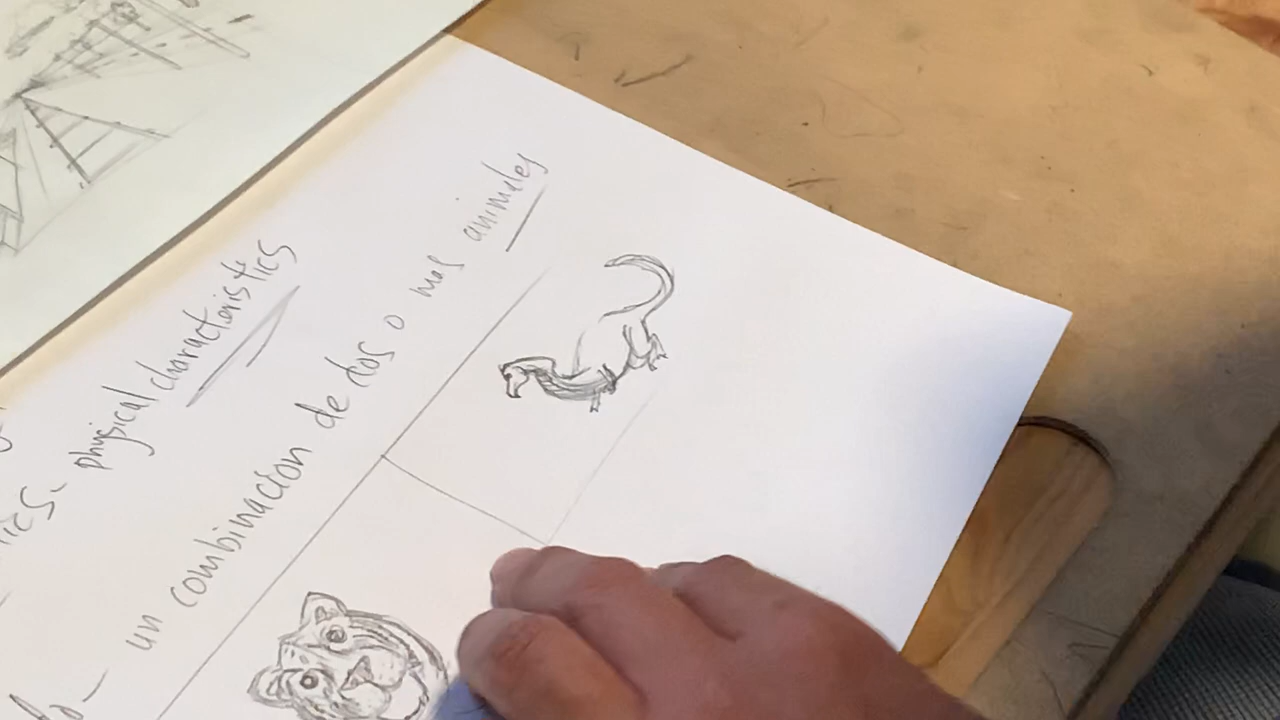 physical characteristics
un combinacion de dos o mas animales